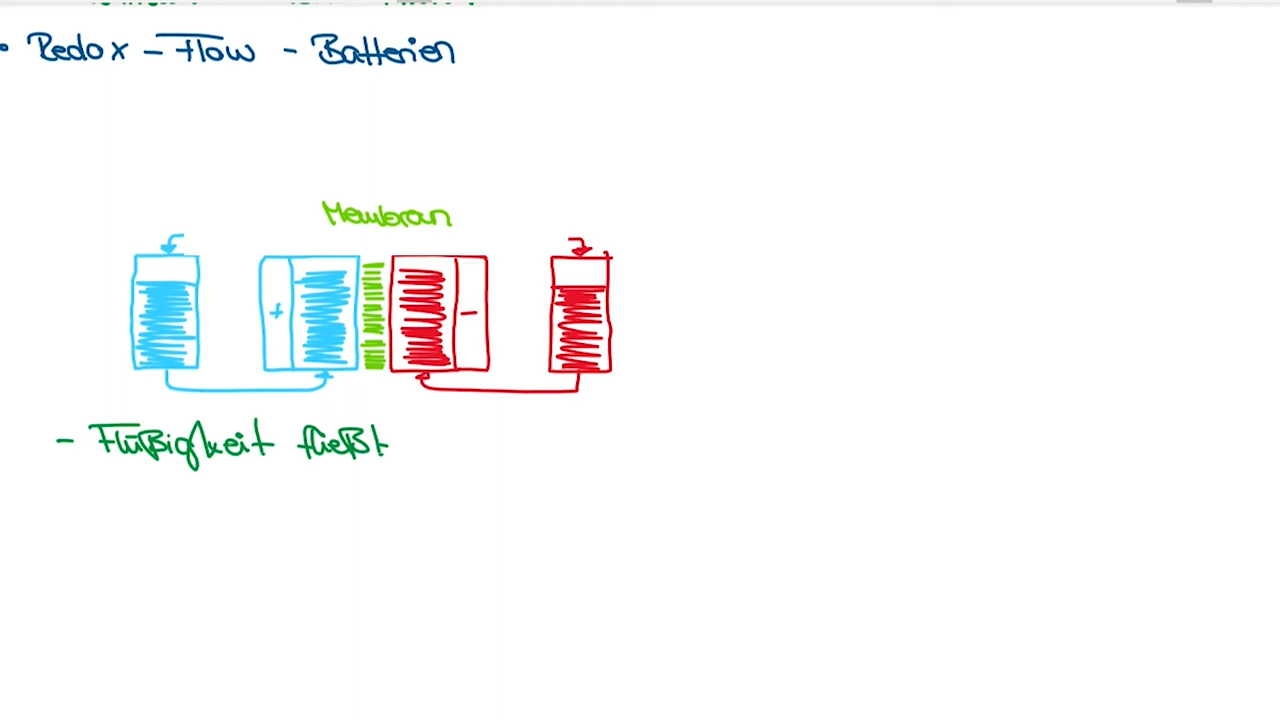 • Redox - Flow - Batterien
Membran
+
-
- Flüßigkeit fließt